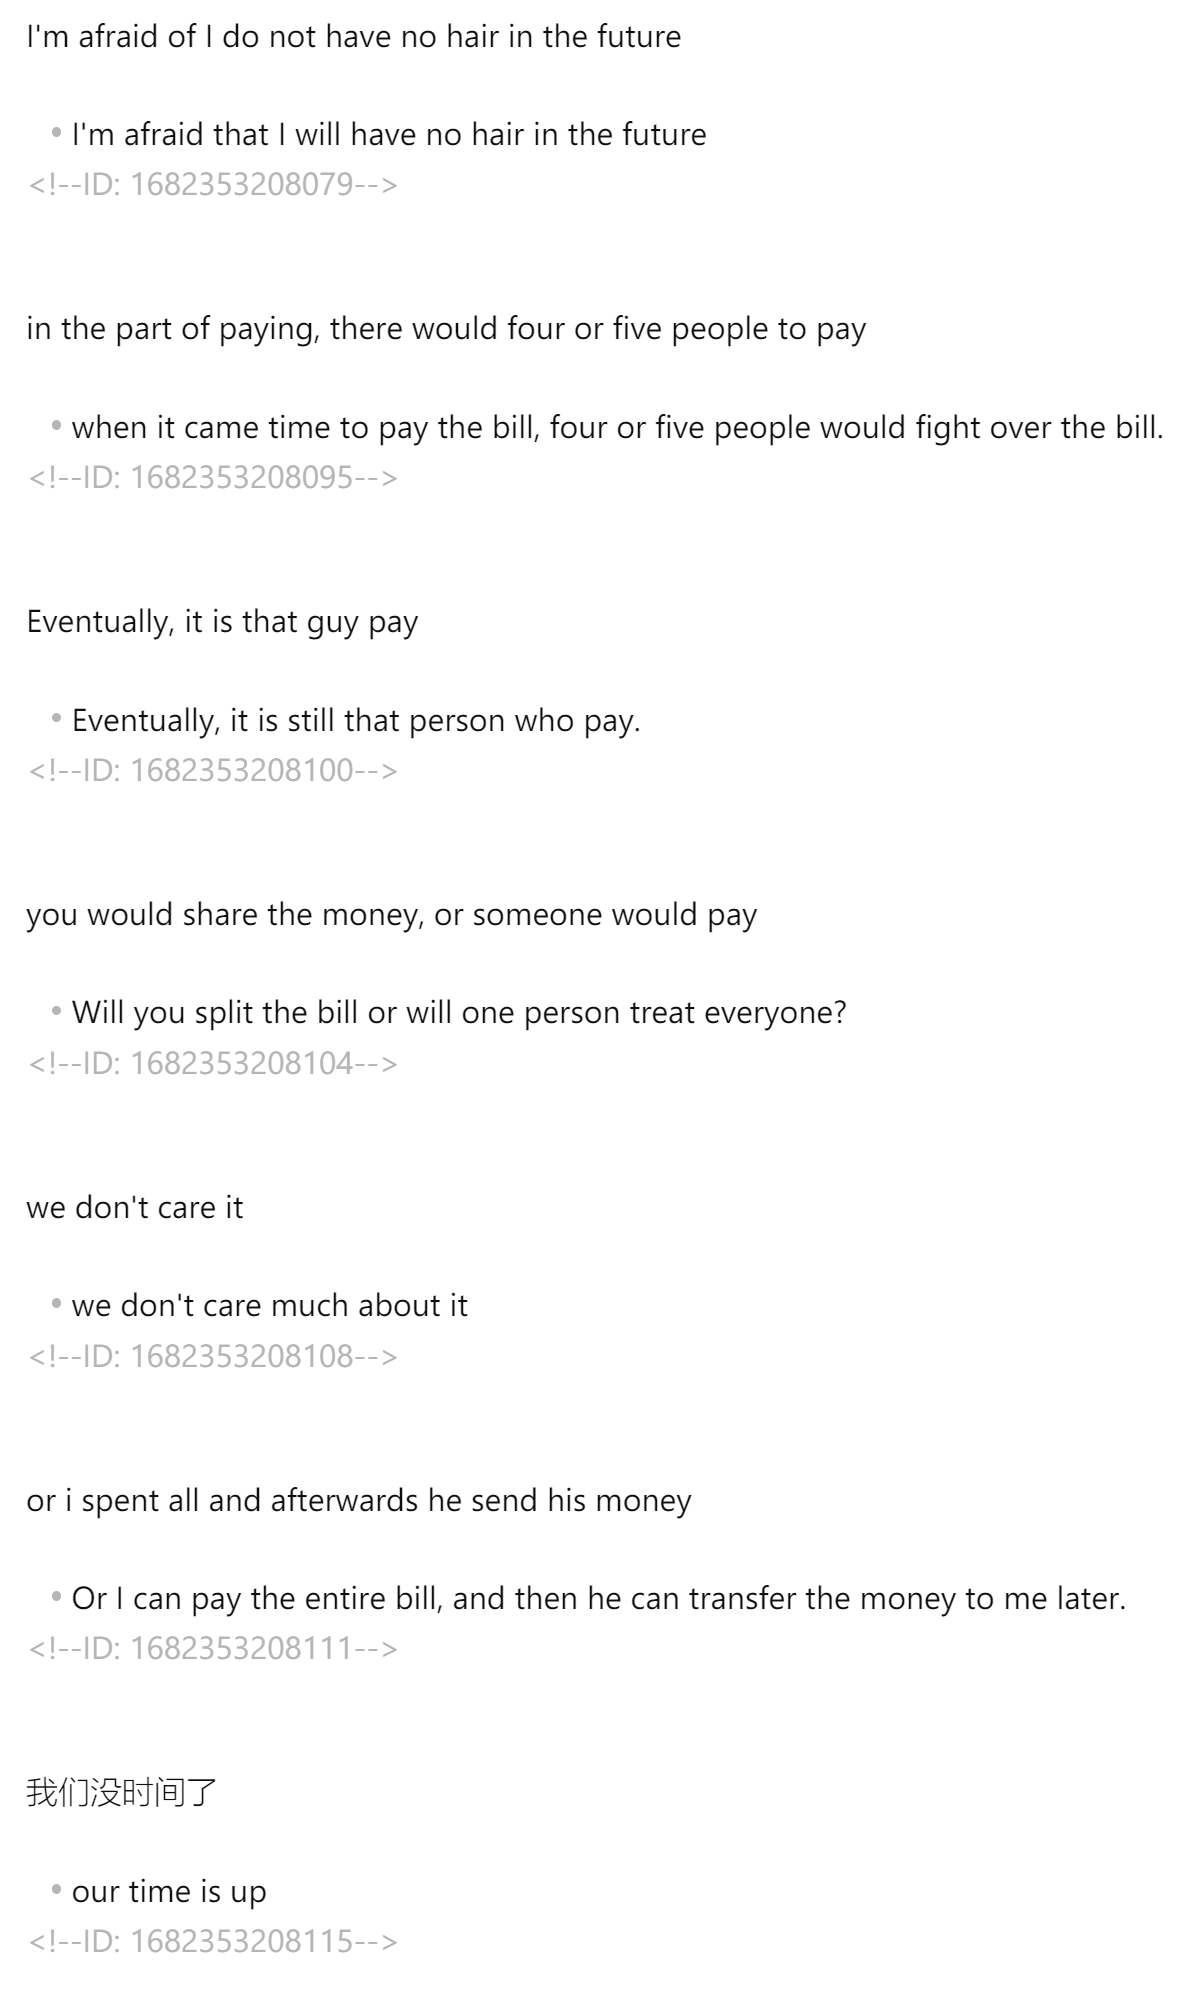 I'm afraid of I do not have no hair in the future
• I'm afraid that I will have no hair in the future
<!--ID: 1682353208079-->
in the part of paying, there would four or five people to pay
• when it came time to pay the bill, four or five people would fight over the bill.
<!--ID: 1682353208095-->
Eventually, it is that guy pay
• Eventually, it is still that person who pay.
<!--ID: 1682353208100-->
you would share the money, or someone would pay
• Will you split the bill or will one person treat everyone?
<!--ID: 1682353208104-->
we don't care it
• we don't care much about it
<!--ID: 1682353208108-->
or i spent all and afterwards he send his money
• Or I can pay the entire bill, and then he can transfer the money to me later.
<!--ID: 1682353208111-->
我们没时间了
• our time is up
<!--ID: 1682353208115-->